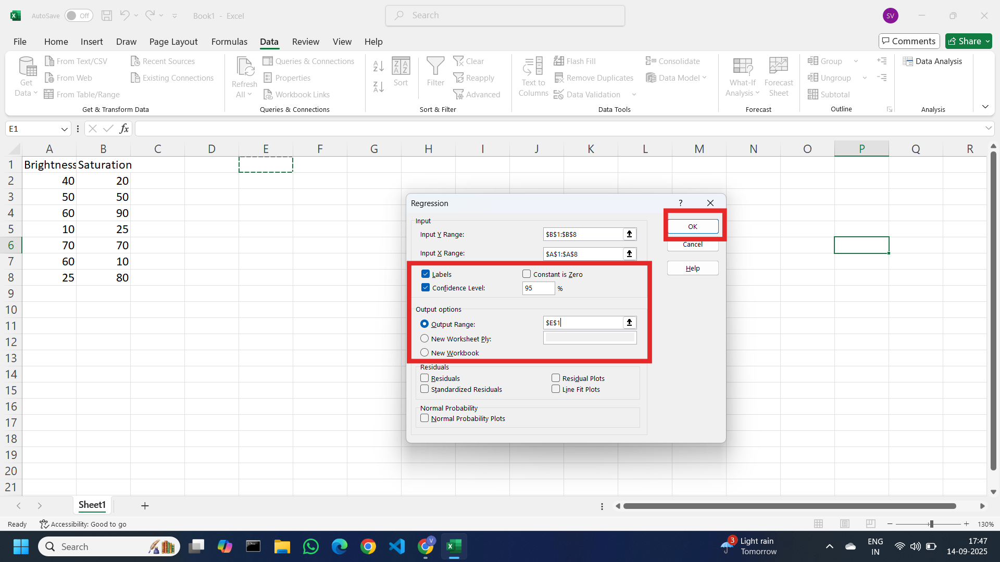 AutoSave Off Book1 - Excel Search SV
File Home Insert Draw Page Layout Formulas Data Review View Help Comments Share
Get Data
From Text/CSV
From Web
From Table/Range
Recent Sources
Existing Connections
Get & Transform Data
Refresh All
Queries & Connections
Properties
Workbook Links
Queries & Connections
Sort
Filter
Clear
Reapply
Advanced
Sort & Filter
Text to Columns
Flash Fill
Remove Duplicates
Data Validation
Consolidate
Data Model
Data Tools
What-If Analysis
Forecast Sheet
Forecast
Group
Ungroup
Subtotal
Outline
Data Analysis
Analysis
E1 fx
A B C D E F G H I J K L M N O P Q R
1 Brightness Saturation
2 40 20
3 50 50
4 60 90
5 10 25
6 70 70
7 60 10
8 25 80
9
10
11
12
13
14
15
16
17
18
19
20
21
Regression ?
Input
Input Y Range: $B$1:$B$8
Input X Range: $A$1:$A$8
Labels Constant is Zero
Confidence Level: 95 %
Output options
Output Range: $E$1
New Worksheet Ply:
New Workbook
Residuals
Residuals Residual Plots
Standardized Residuals Line Fit Plots
Normal Probability
Normal Probability Plots
OK
Cancel
Help
Sheet1
Ready Accessibility: Good to go 130%
Search
3 Light rain
Tomorrow
ENG
IN
17:47
14-09-2025